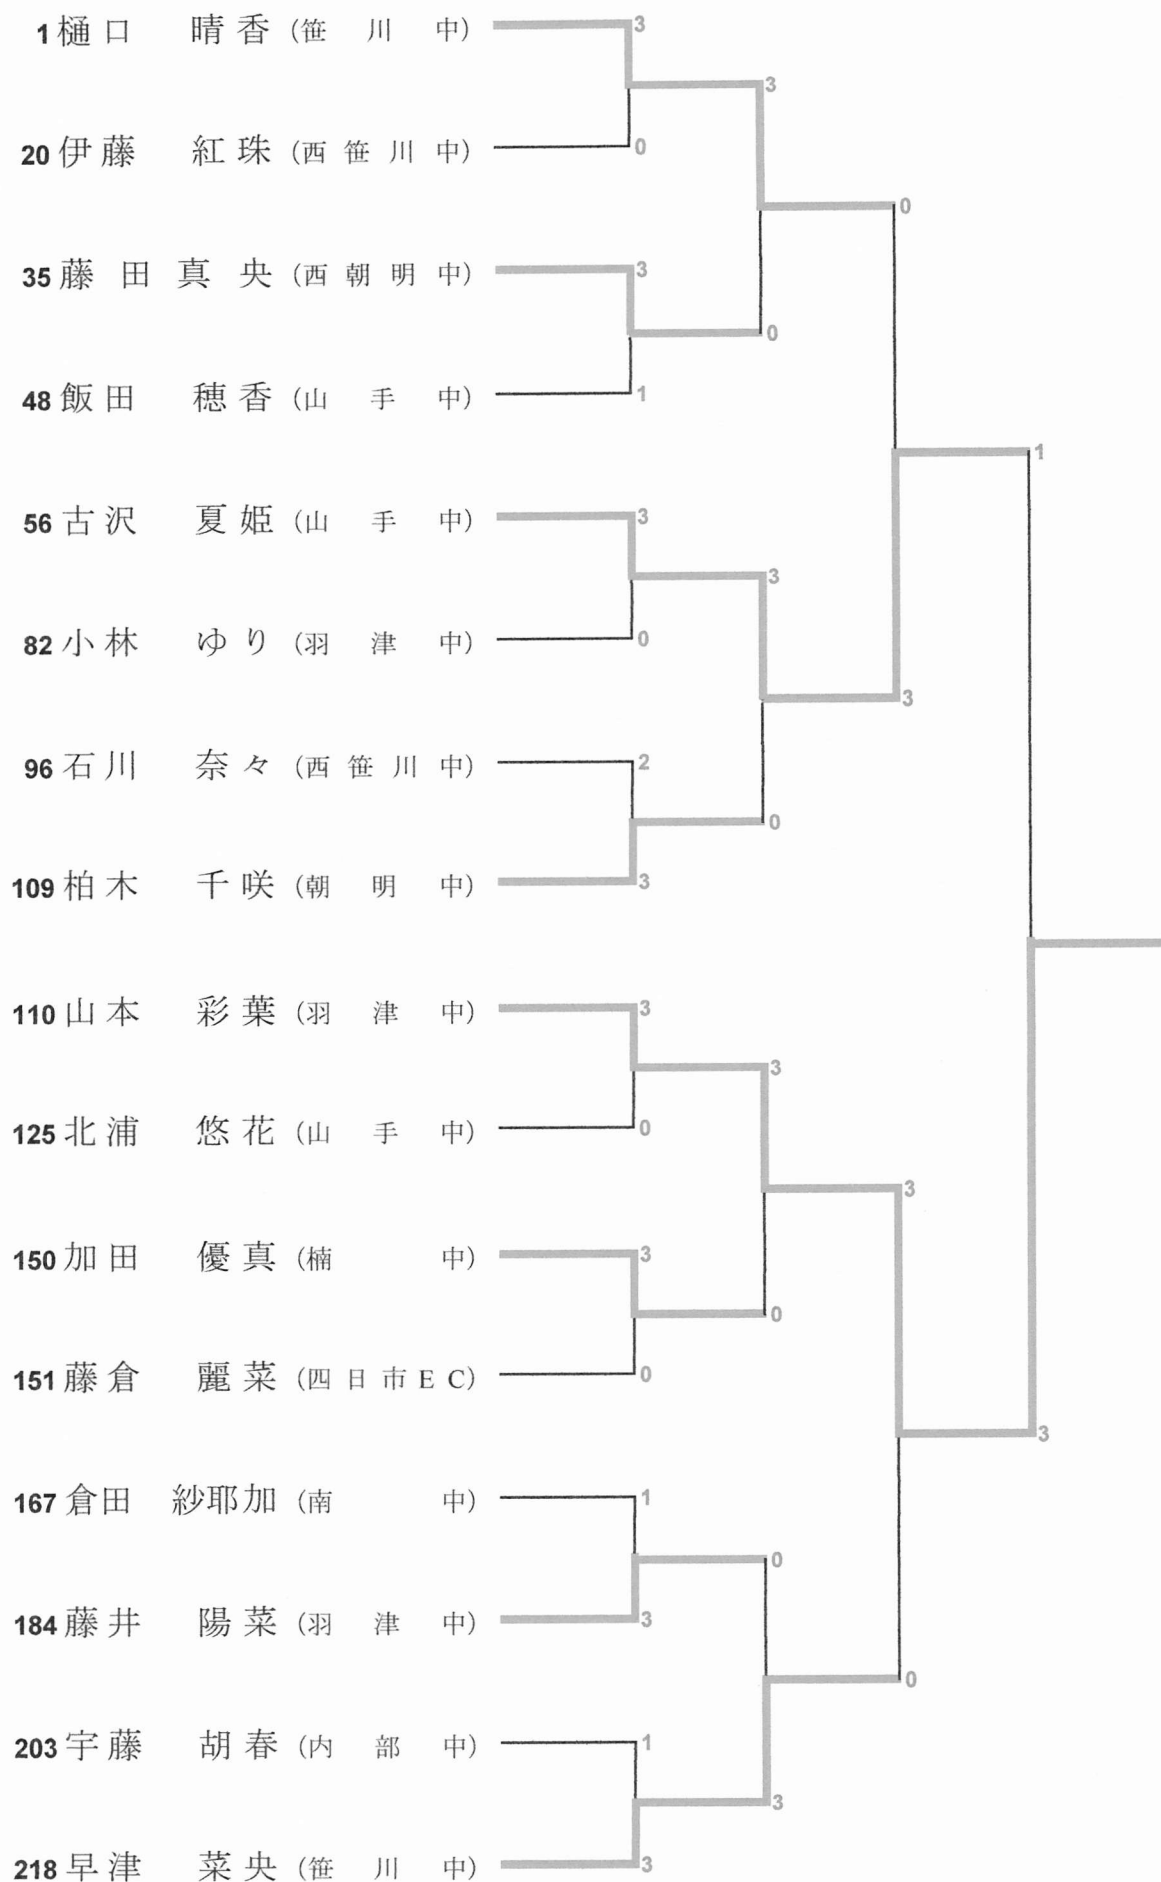 1 樋口 晴香 (笹川中) 3
3
20 伊藤 紅珠 (西笹川中) 0
0
35 藤田真央 (西朝明中) 3
0
48 飯田 穂香 (山手中) 1
1
56 古沢 夏姫 (山手中) 3
3
82 小林 ゆり (羽津中) 0
3
96 石川 奈々 (西笹川中) 2
0
109 柏木 千咲 (朝明中) 3
110 山本 彩葉 (羽津中) 3
3
125 北浦 悠花 (山手中) 0
3
150 加田 優真 (楠中) 3
0
151 藤倉 麗菜 (四日市EC) 0
3
167 倉田 紗耶加 (南中) 1
0
184 藤井 陽菜 (羽津中) 3
0
203 宇藤 胡春 (内部中) 1
3
218 早津 菜央 (笹川中) 3